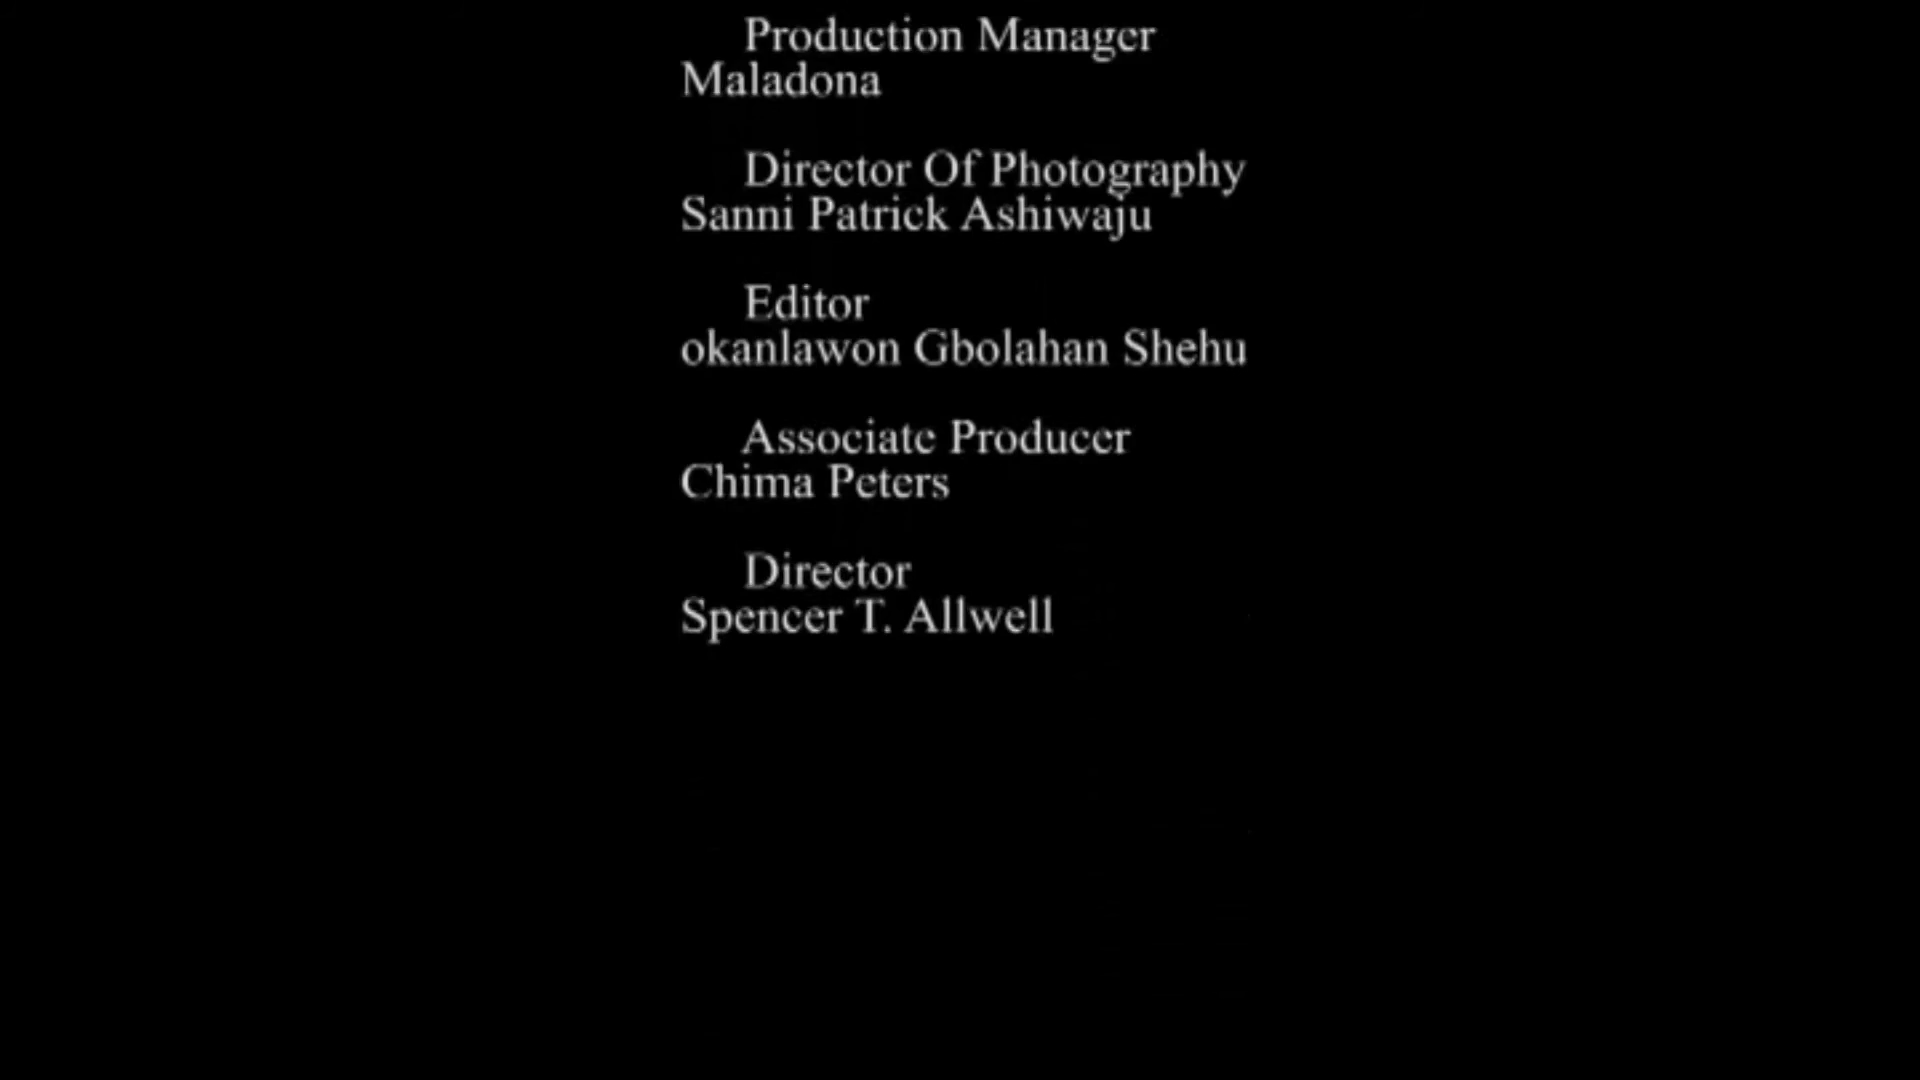 Production Manager
Maladona
Director Of Photography
Sanni Patrick Ashiwaju
Editor
okanlawon Gbolahan Shehu
Associate Producer
Chima Peters
Director
Spencer T. Allwell